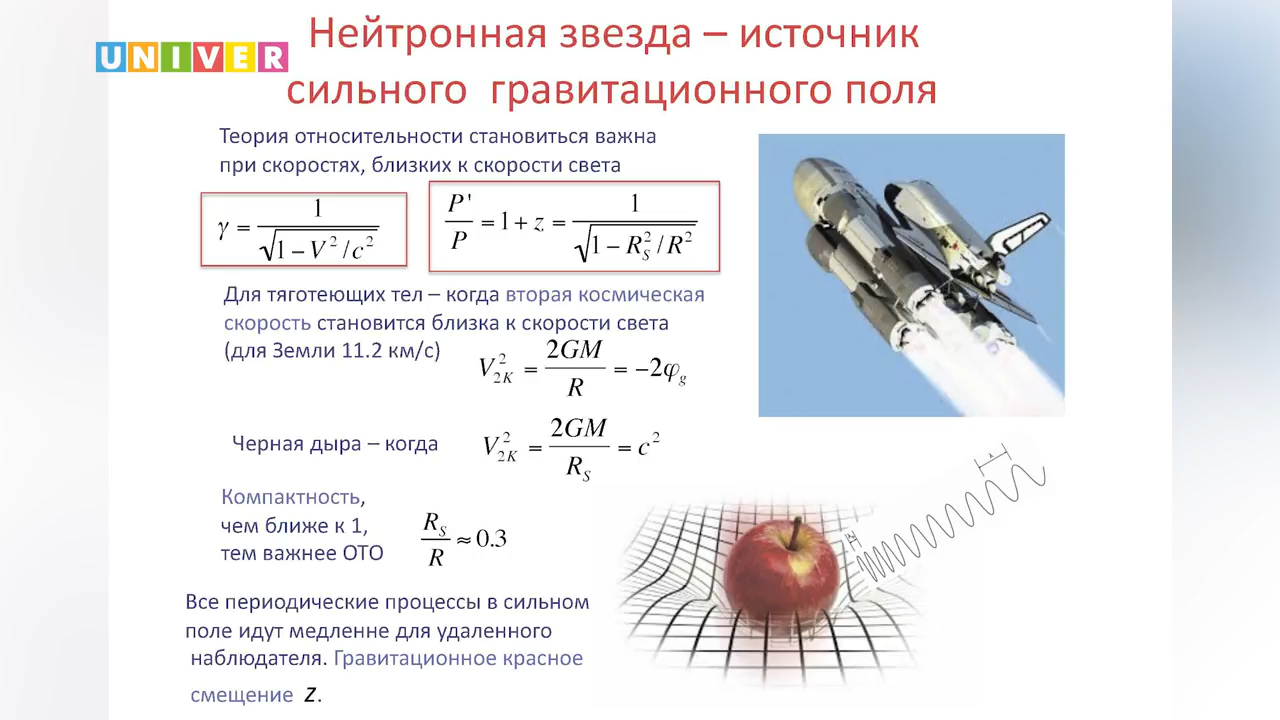 UNIVER
Нейтронная звезда – источник
сильного гравитационного поля
Теория относительности становиться важна
при скоростях, близких к скорости света
γ = 1 / √(1 – V² / c²)
P' / P = 1 + z = 1 / √(1 – R_S² / R²)
Для тяготеющих тел – когда вторая космическая
скорость становится близка к скорости света
(для Земли 11.2 км/с)
V²_2K = 2GM / R = –2φ_g
Черная дыра – когда
V²_2K = 2GM / R_S = c²
Компактность,
чем ближе к 1,
тем важнее ОТО
R_S / R ≈ 0.3
Все периодические процессы в сильном
поле идут медленне для удаленного
наблюдателя. Гравитационное красное
смещение z.